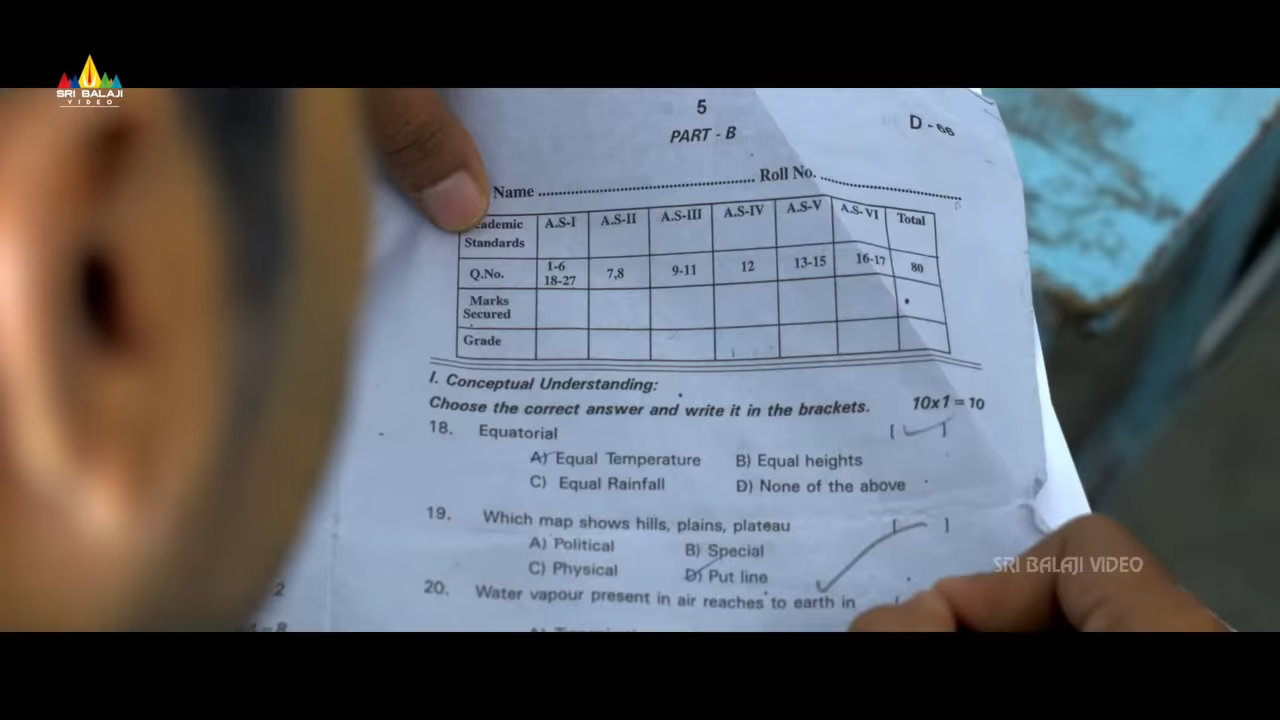 SRI BALAJI
VIDEO
5
PART - B
D - 66
Name ........ Roll No. ........
Academic Standards A.S-I A.S-II A.S-III A.S-IV A.S-V A.S-VI Total
Q.No. 1-6 18-27 7,8 9-11 12 13-15 16-17 80
Marks Secured
Grade
I. Conceptual Understanding:
Choose the correct answer and write it in the brackets. 10x1 = 10
18. Equatorial [ ]
A) Equal Temperature B) Equal heights
C) Equal Rainfall D) None of the above
19. Which map shows hills, plains, plateau [ ]
A) Political B) Special
C) Physical D) Put line
20. Water vapour present in air reaches to earth in
2
SRI BALAJI VIDEO